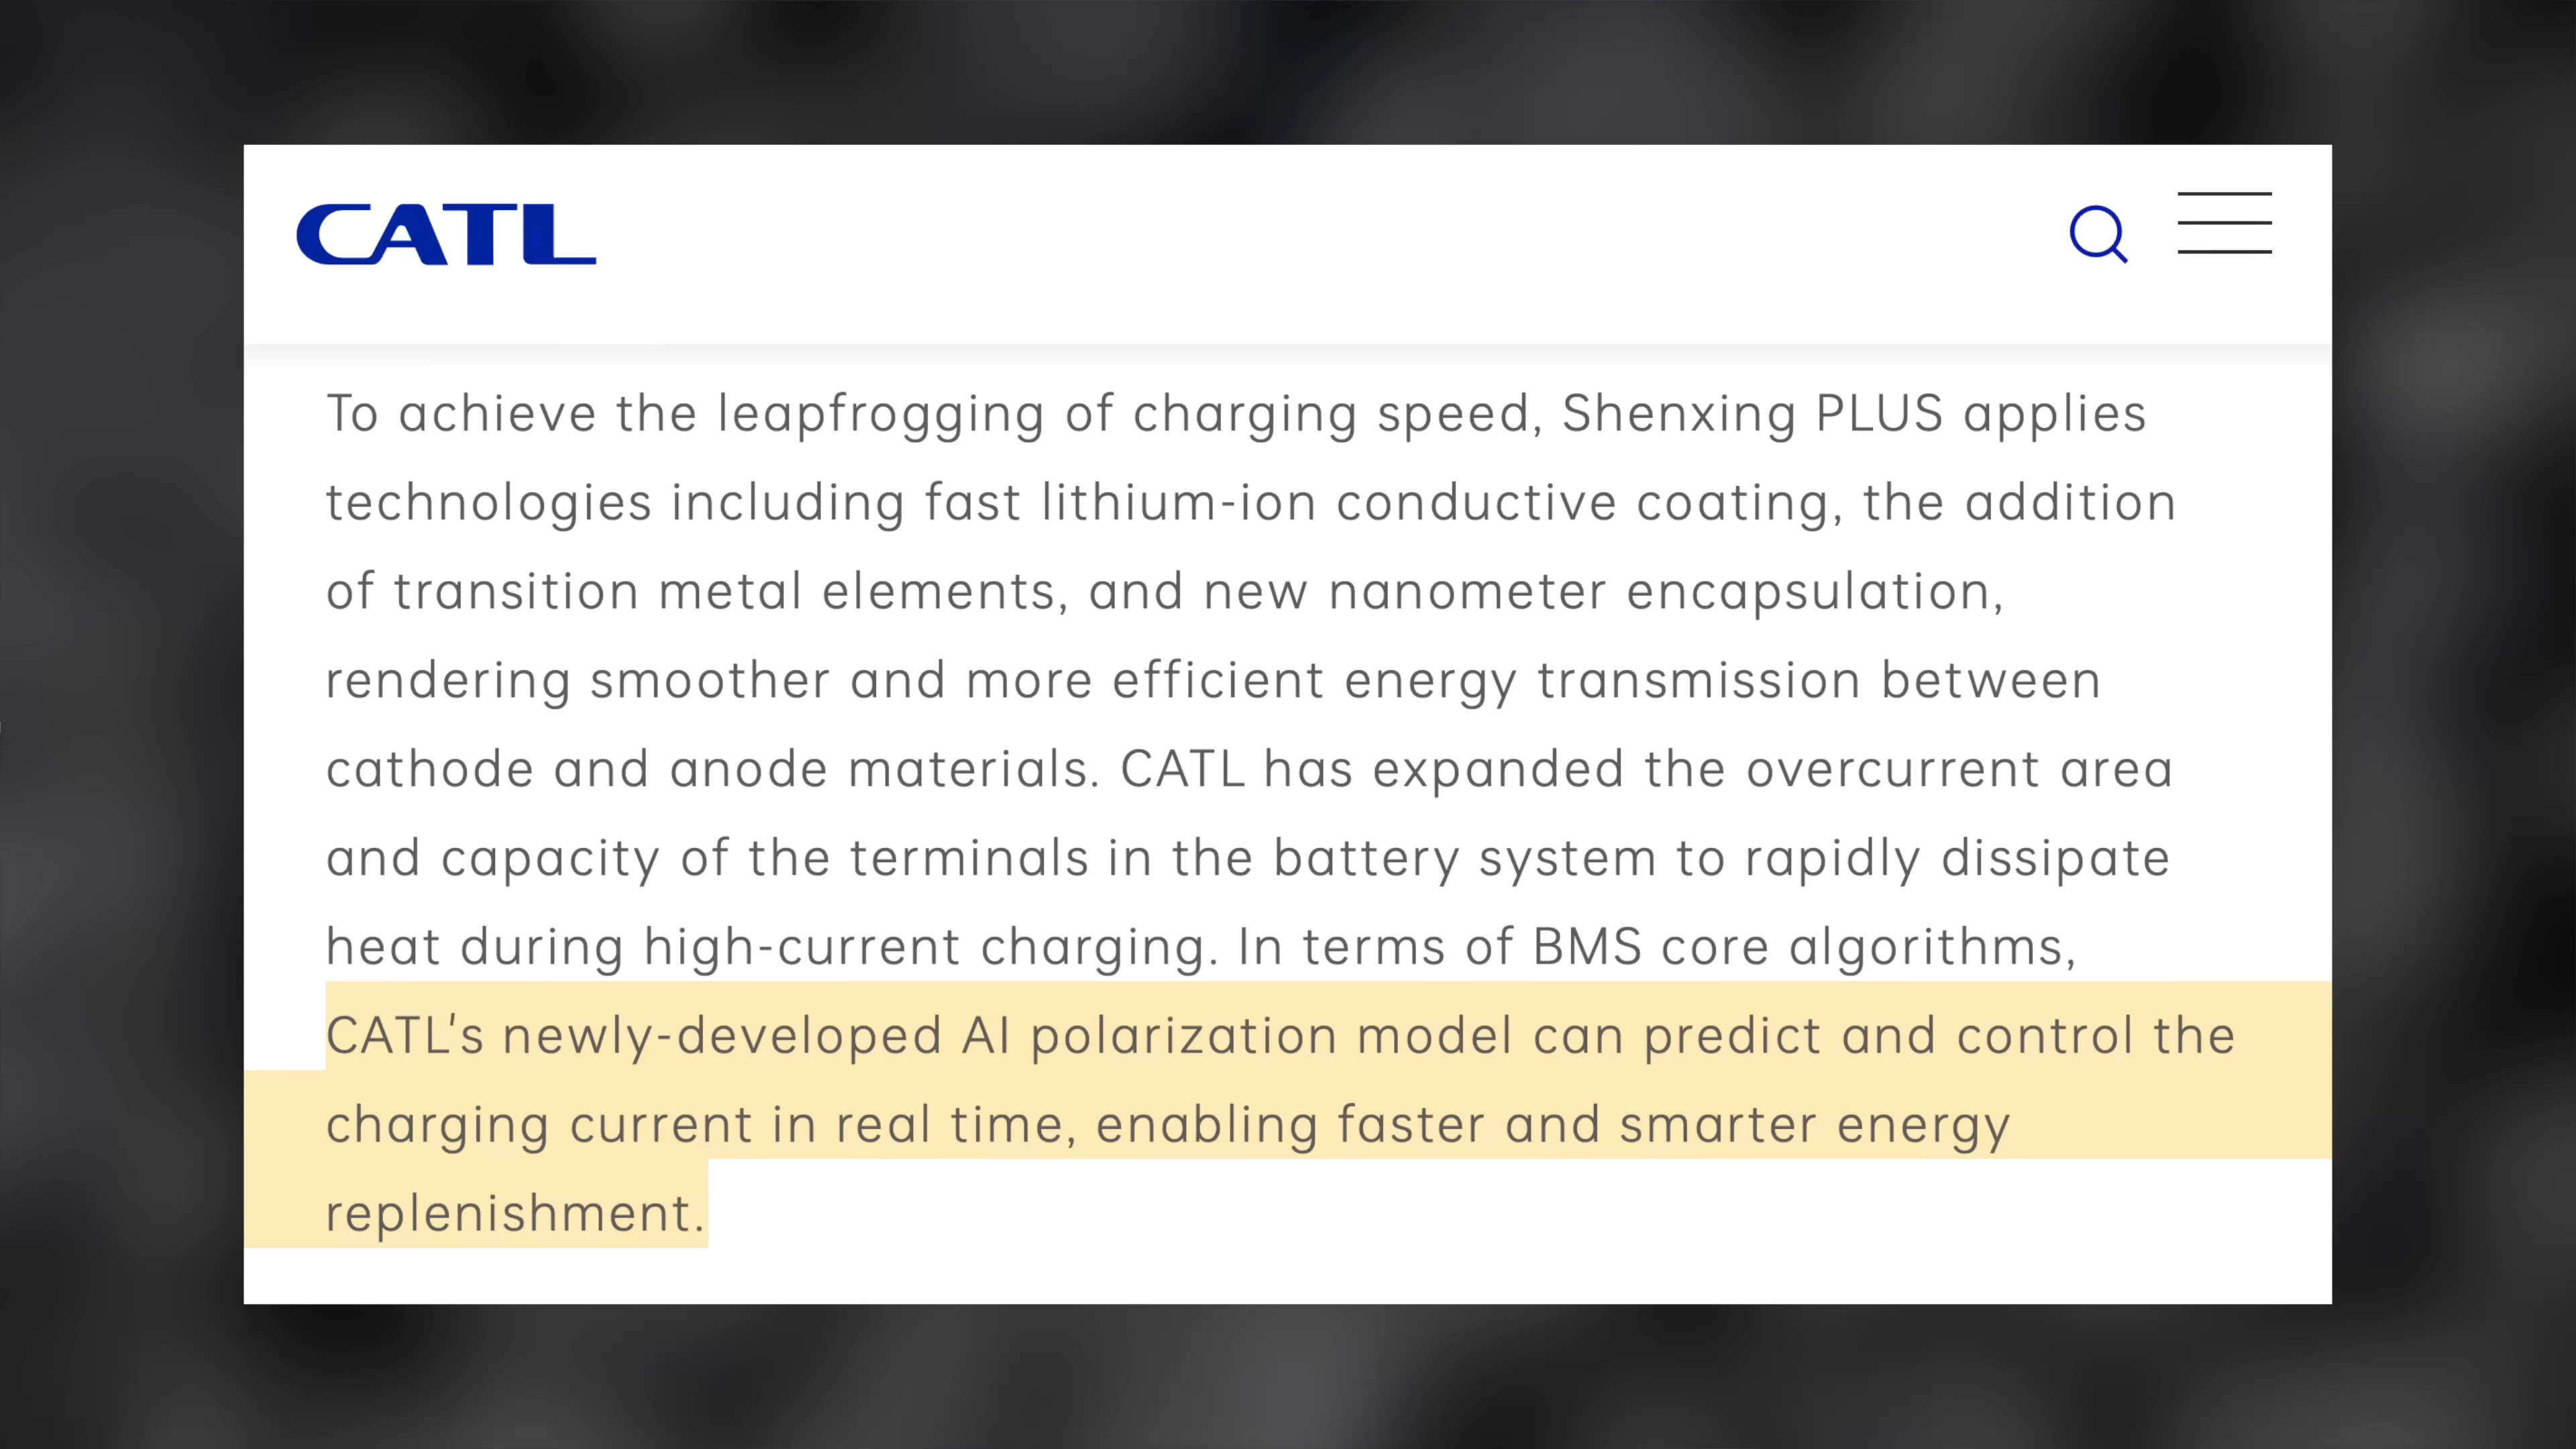 CATL
To achieve the leapfrogging of charging speed, Shenxing PLUS applies
technologies including fast lithium-ion conductive coating, the addition
of transition metal elements, and new nanometer encapsulation,
rendering smoother and more efficient energy transmission between
cathode and anode materials. CATL has expanded the overcurrent area
and capacity of the terminals in the battery system to rapidly dissipate
heat during high-current charging. In terms of BMS core algorithms,
CATL's newly-developed AI polarization model can predict and control the
charging current in real time, enabling faster and smarter energy
replenishment.